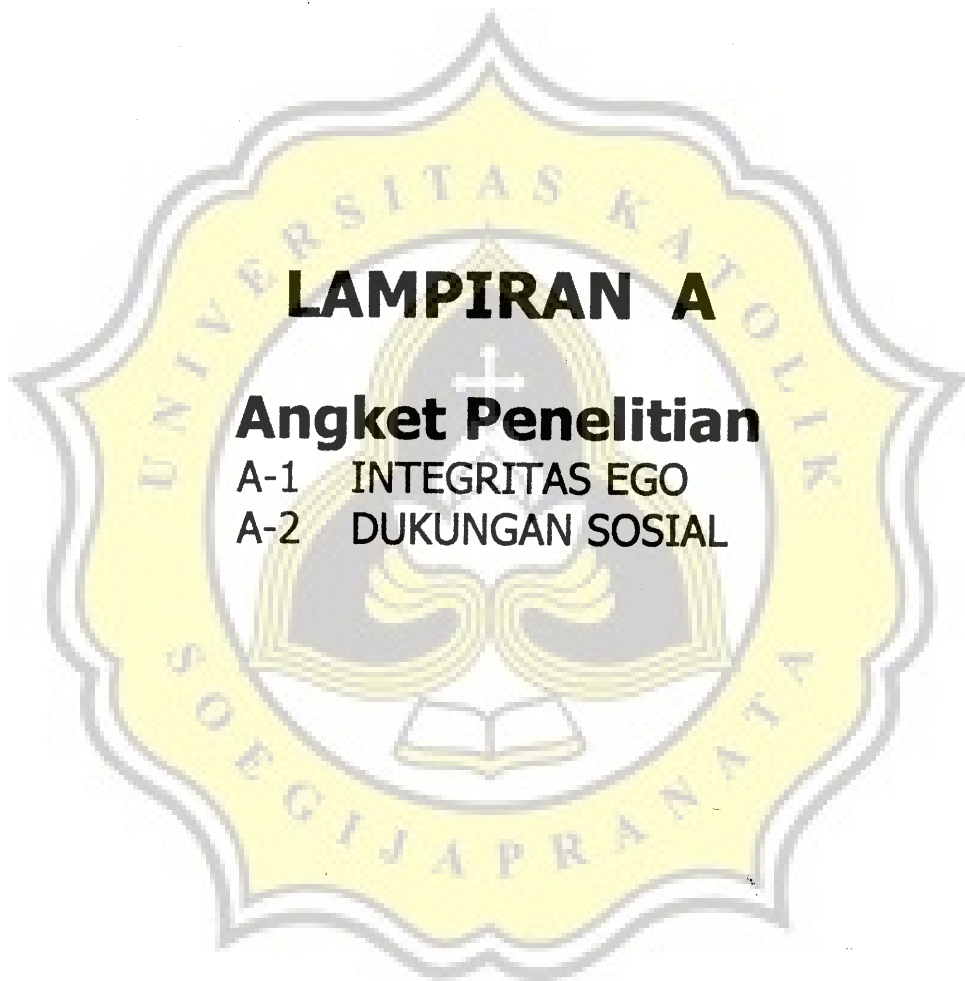 LAMPIRAN A
Angket Penelitian
A-1 INTEGRITAS EGO
A-2 DUKUNGAN SOSIAL
UNIVERSITAS KATOLIK
SOEGIJAPRANATA